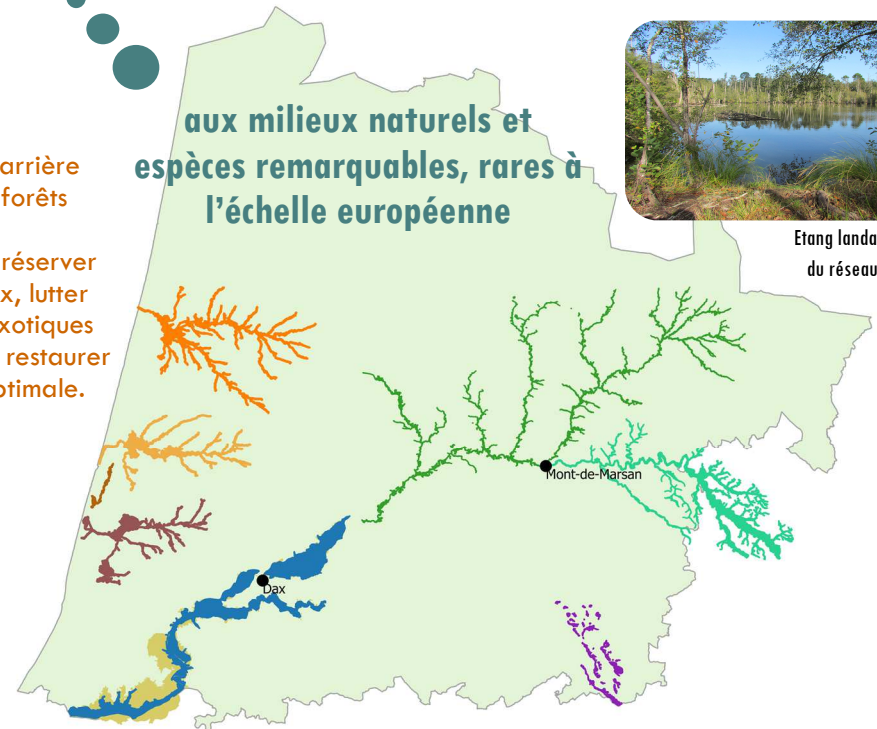 aux milieux naturels et
espèces remarquables, rares à
l'échelle européenne
arrière
forêts
réserver
x, lutter
xotiques
restaurer
ptimale.
Etang landa
du réseau
Mont-de-Marsan
Dax